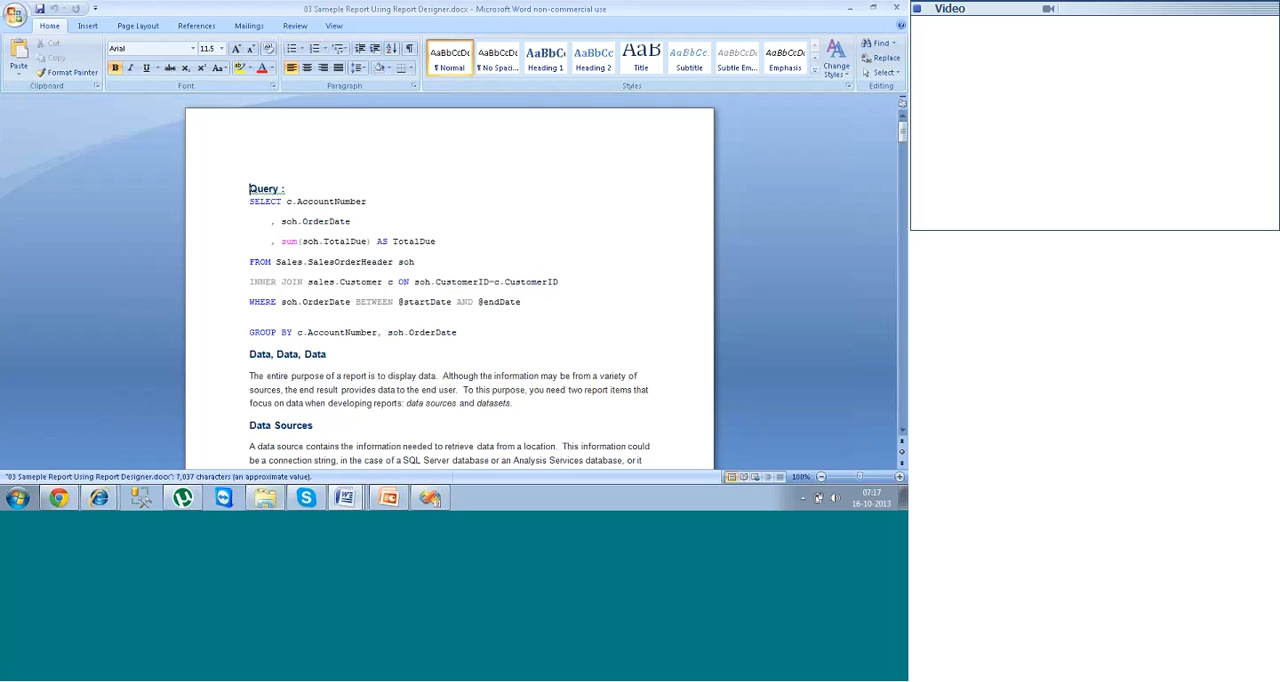 03 Sameple Report Using Report Designer.docx - Microsoft Word non-commercial use
Video
Home Insert Page Layout References Mailings Review View
Cut
Copy
Format Painter
Paste
Clipboard
Arial 11.5
Font
Paragraph
AaBbCcDc AaBbCcDc AaBbC AaBbCc AaB AaBbCcI AaBbCcDi AaBbCcDi
¶ Normal ¶ No Spaci... Heading 1 Heading 2 Title Subtitle Subtle Em... Emphasis
Change Styles
Styles
Find
Replace
Select
Editing
Query :
SELECT c.AccountNumber
, soh.OrderDate
, sum(soh.TotalDue) AS TotalDue
FROM Sales.SalesOrderHeader soh
INNER JOIN sales.Customer c ON soh.CustomerID=c.CustomerID
WHERE soh.OrderDate BETWEEN @startDate AND @endDate
GROUP BY c.AccountNumber, soh.OrderDate
Data, Data, Data
The entire purpose of a report is to display data. Although the information may be from a variety of
sources, the end result provides data to the end user. To this purpose, you need two report items that
focus on data when developing reports: data sources and datasets.
Data Sources
A data source contains the information needed to retrieve data from a location. This information could
be a connection string, in the case of a SQL Server database or an Analysis Services database, or it
"03 Sameple Report Using Report Designer.docx": 7,037 characters (an approximate value).
100%
07:17
16-10-2013